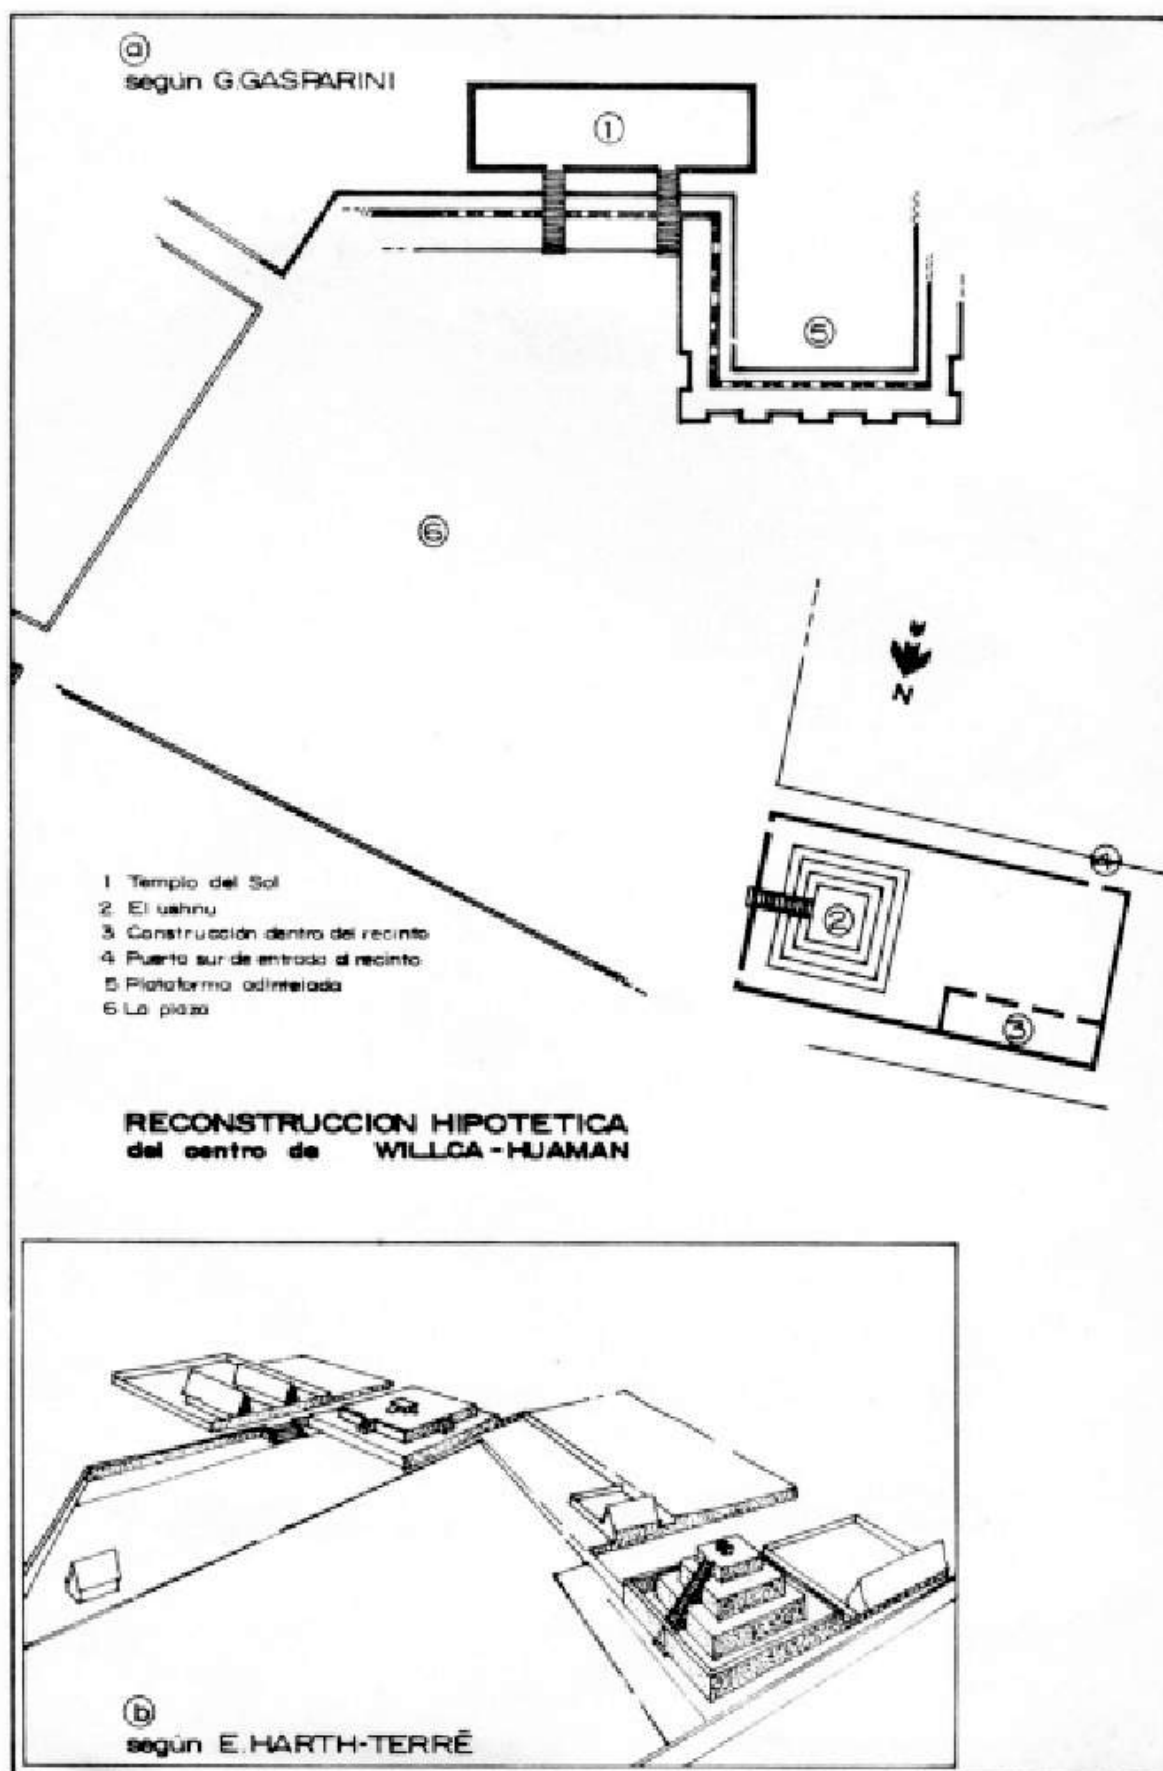 a
según G.GASPARINI
1
5
6
N
4
2
3
1 Templo del Sol
2 El ushnu
3 Construcción dentro del recinto
4 Puerta sur de entrada al recinto
5 Plataforma adintelada
6 La plaza
RECONSTRUCCION HIPOTETICA
del centro de WILLCA-HUAMAN
b
según E.HARTH-TERRÉ